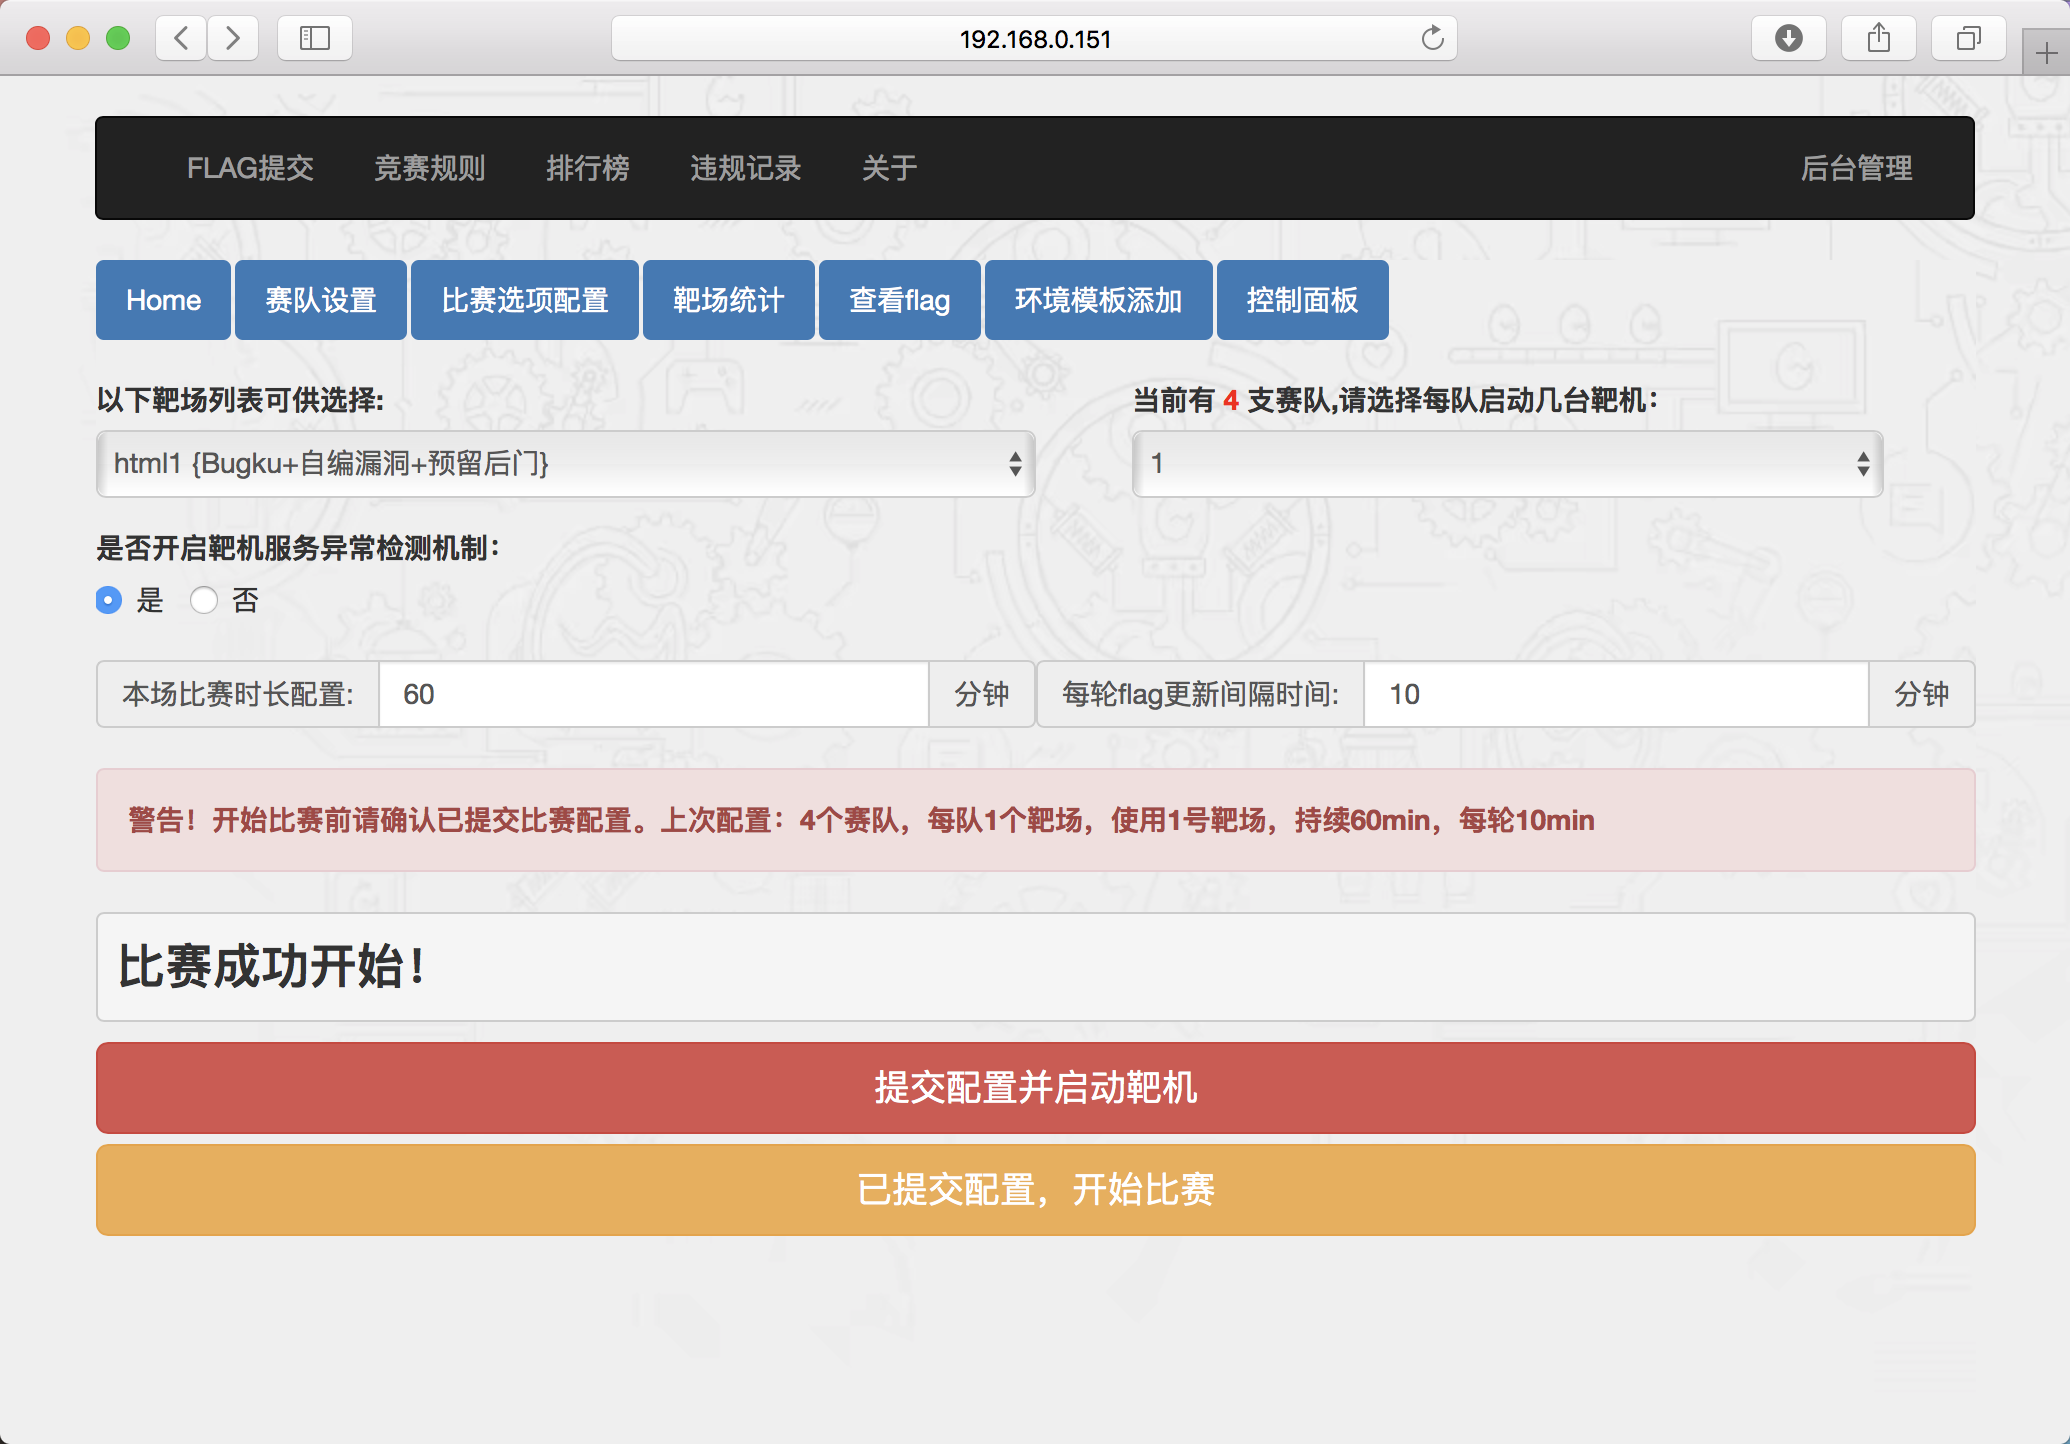 192.168.0.151
FLAG提交 竞赛规则 排行榜 违规记录 关于 后台管理
Home 赛队设置 比赛选项配置 靶场统计 查看flag 环境模板添加 控制面板
以下靶场列表可供选择: 当前有 4 支赛队,请选择每队启动几台靶机：
html1 {Bugku+自编漏洞+预留后门} 1
是否开启靶机服务异常检测机制：
是 否
本场比赛时长配置: 60 分钟 每轮flag更新间隔时间: 10 分钟
警告！开始比赛前请确认已提交比赛配置。上次配置：4个赛队，每队1个靶场，使用1号靶场，持续60min，每轮10min
比赛成功开始！
提交配置并启动靶机
已提交配置，开始比赛